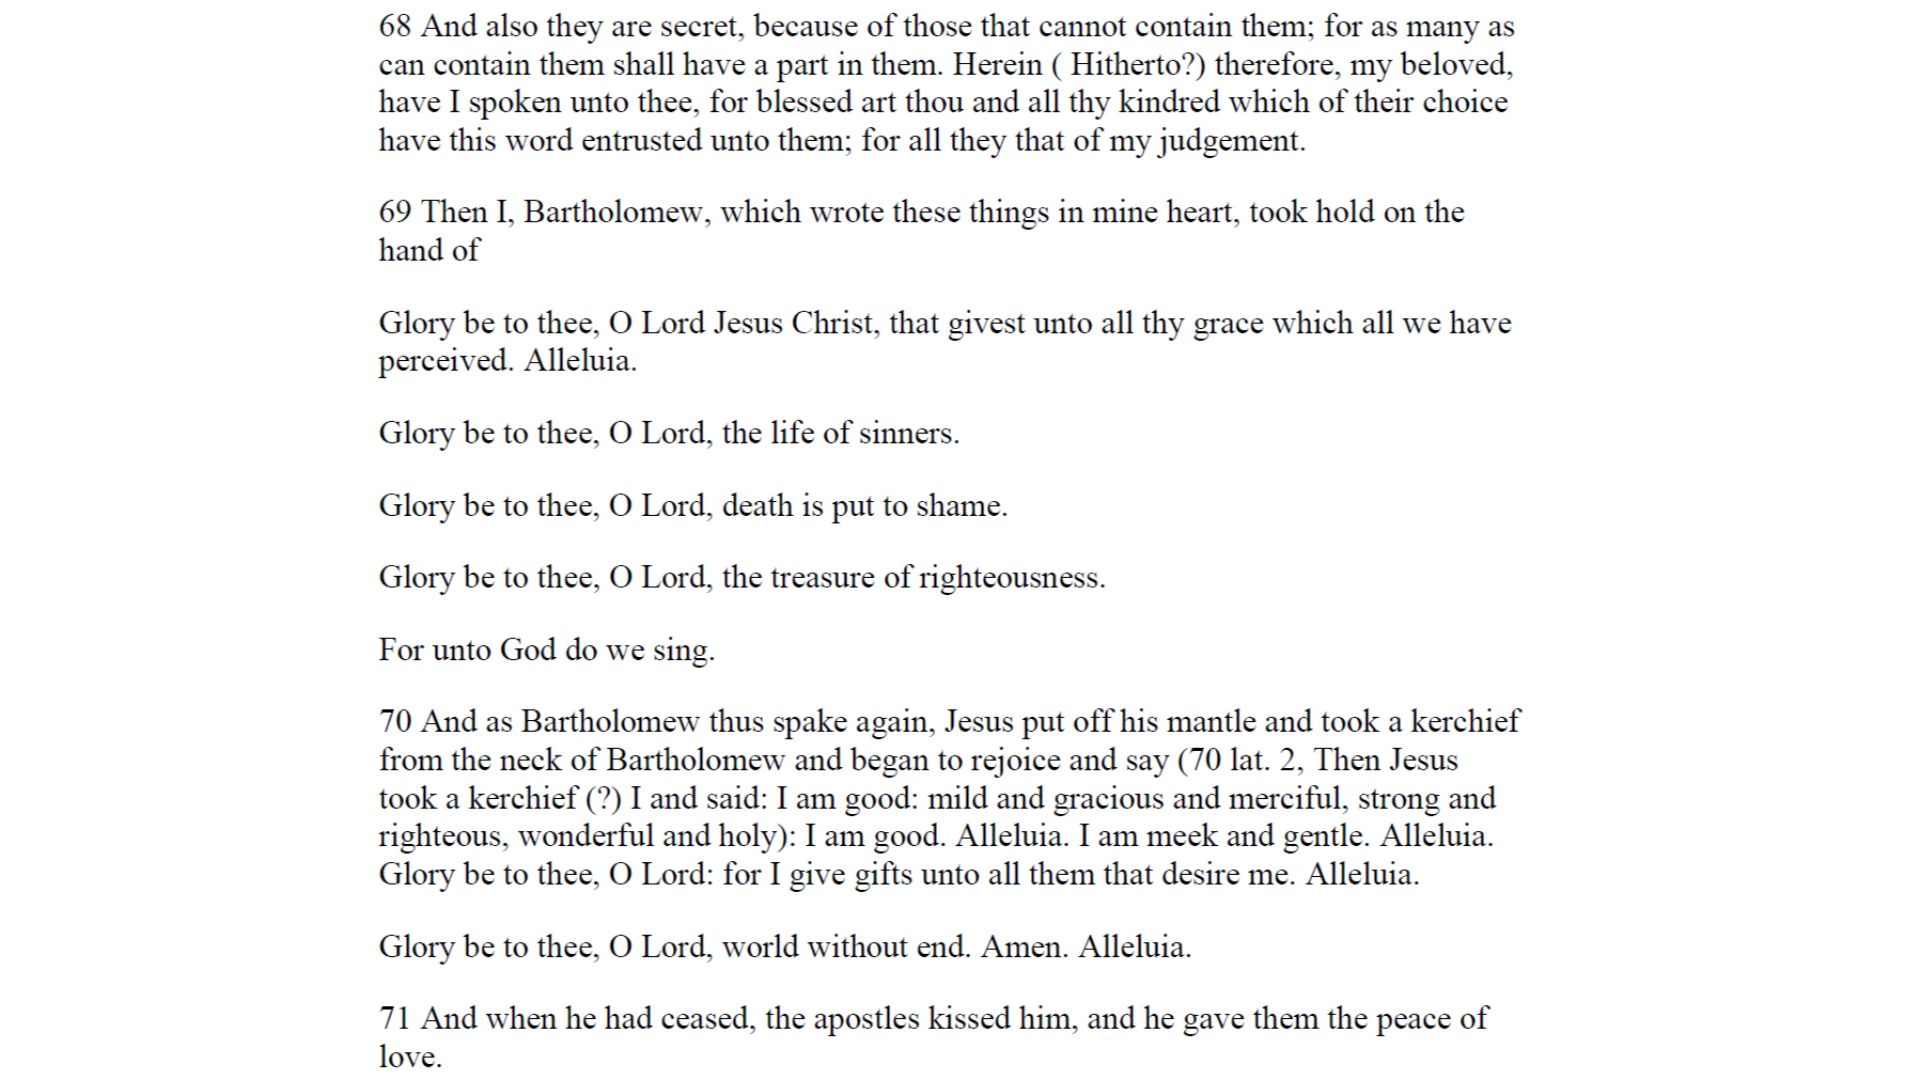 68 And also they are secret, because of those that cannot contain them; for as many as
can contain them shall have a part in them. Herein ( Hitherto?) therefore, my beloved,
have I spoken unto thee, for blessed art thou and all thy kindred which of their choice
have this word entrusted unto them; for all they that of my judgement.
69 Then I, Bartholomew, which wrote these things in mine heart, took hold on the
hand of
Glory be to thee, O Lord Jesus Christ, that givest unto all thy grace which all we have
perceived. Alleluia.
Glory be to thee, O Lord, the life of sinners.
Glory be to thee, O Lord, death is put to shame.
Glory be to thee, O Lord, the treasure of righteousness.
For unto God do we sing.
70 And as Bartholomew thus spake again, Jesus put off his mantle and took a kerchief
from the neck of Bartholomew and began to rejoice and say (70 lat. 2, Then Jesus
took a kerchief (?) I and said: I am good: mild and gracious and merciful, strong and
righteous, wonderful and holy): I am good. Alleluia. I am meek and gentle. Alleluia.
Glory be to thee, O Lord: for I give gifts unto all them that desire me. Alleluia.
Glory be to thee, O Lord, world without end. Amen. Alleluia.
71 And when he had ceased, the apostles kissed him, and he gave them the peace of
love.